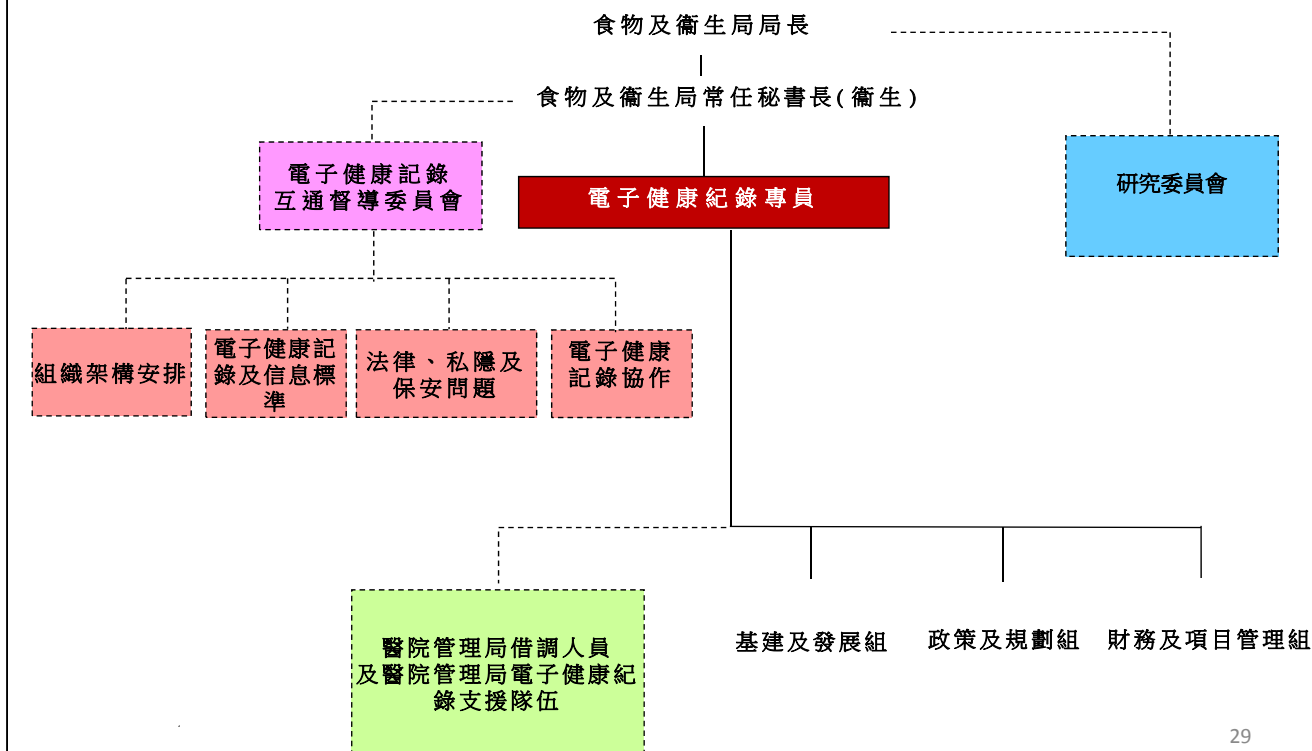 食物及衞生局局長
食物及衞生局常任秘書長(衞生)
電子健康記錄
互通督導委員會
電子健康紀錄專員
研究委員會
組織架構安排
電子健康記
錄及信息標
準
法律、私隱及
保安問題
電子健康
記錄協作
醫院管理局借調人員
及醫院管理局電子健康紀
錄支援隊伍
基建及發展組
政策及規劃組
財務及項目管理組
29